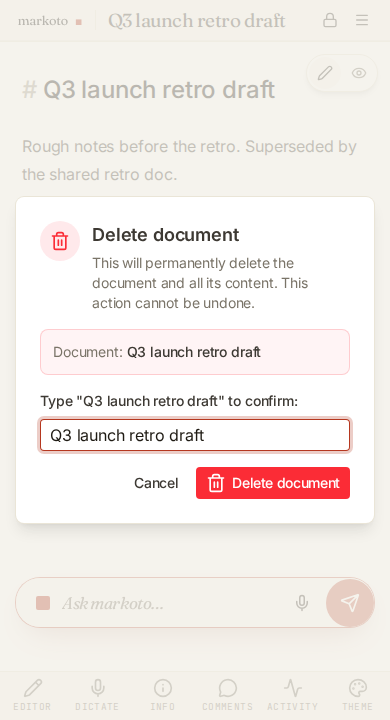 markoto
Q3 launch retro draft
# Q3 launch retro draft
Rough notes before the retro. Superseded by
the shared retro doc.
Delete document
This will permanently delete the
document and all its content. This
action cannot be undone.
Document: Q3 launch retro draft
Type "Q3 launch retro draft" to confirm:
Q3 launch retro draft
Cancel
Delete document
Ask markoto...
EDITOR
DICTATE
INFO
COMMENTS
ACTIVITY
THEME